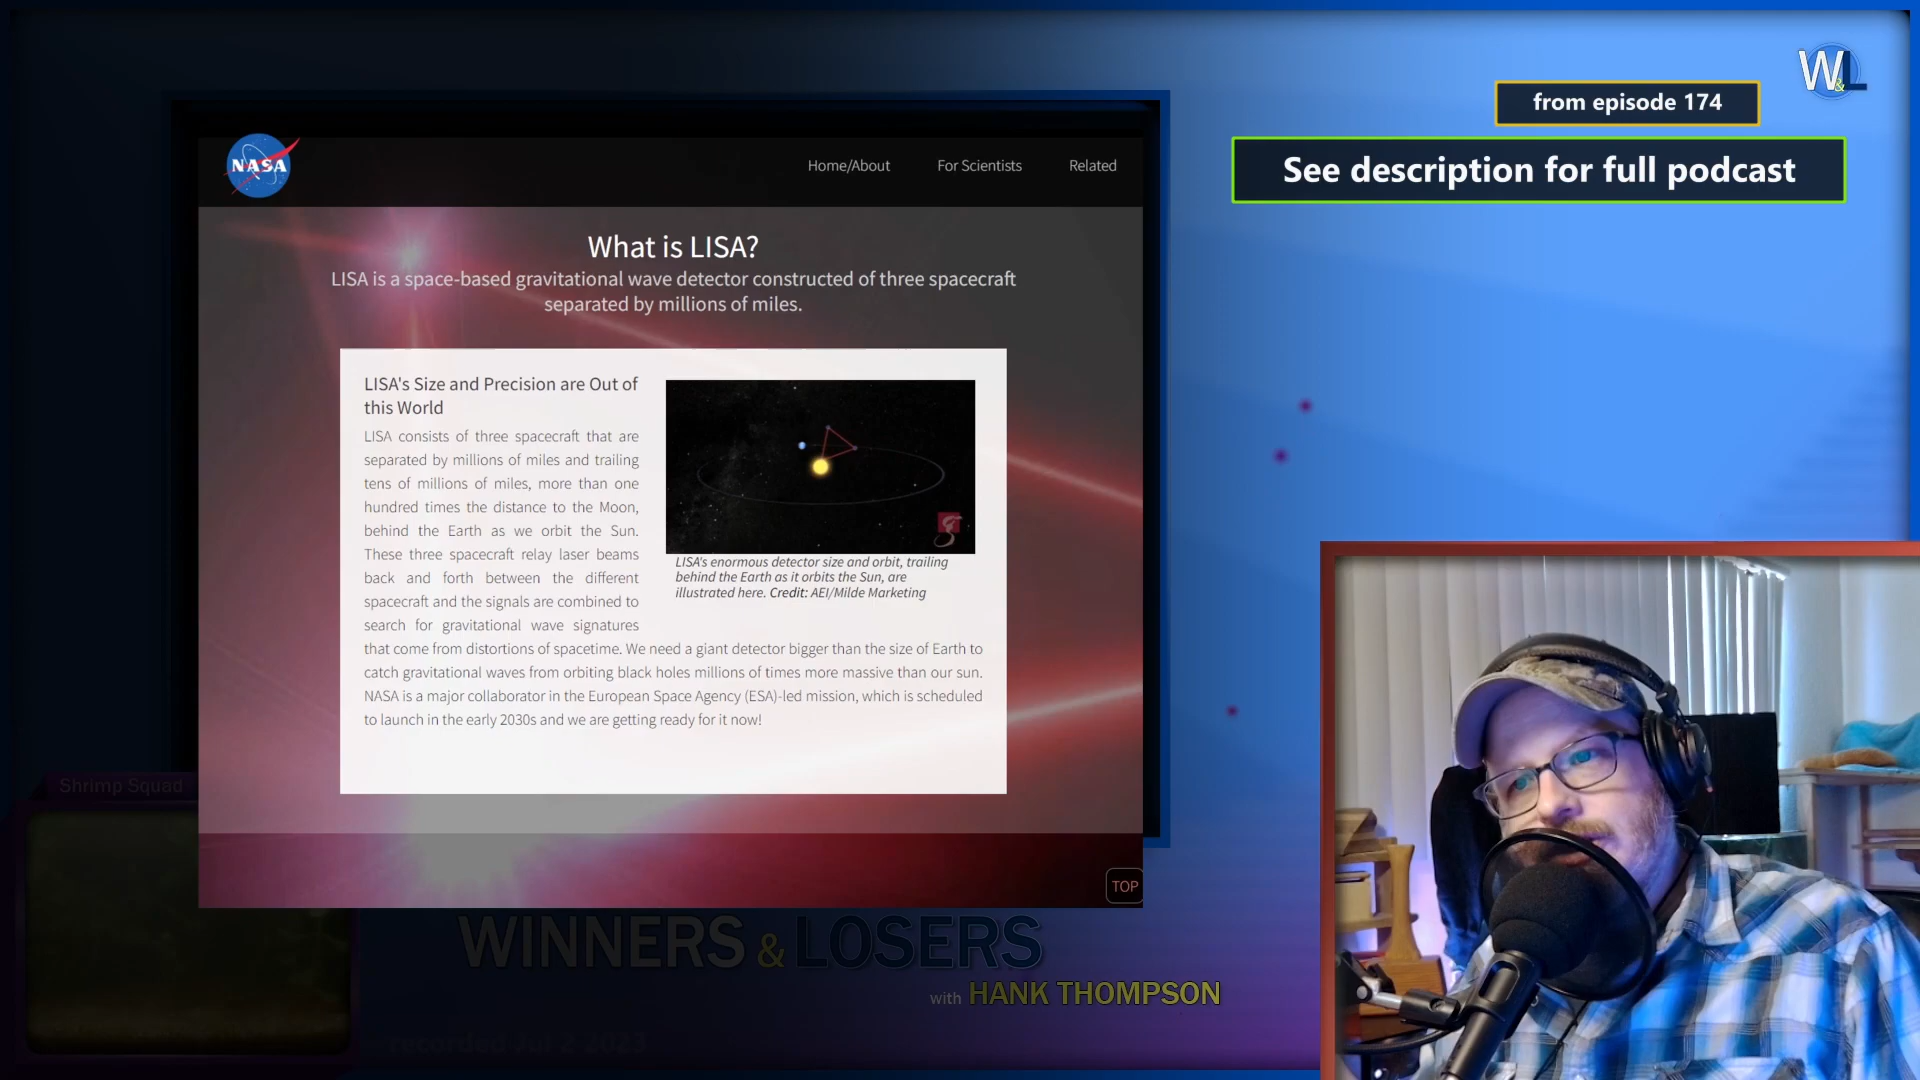 W&L
from episode 174
See description for full podcast
NASA
Home/About
For Scientists
Related
What is LISA?
LISA is a space-based gravitational wave detector constructed of three spacecraft
separated by millions of miles.
LISA's Size and Precision are Out of
this World
LISA consists of three spacecraft that are
separated by millions of miles and trailing
tens of millions of miles, more than one
hundred times the distance to the Moon,
behind the Earth as we orbit the Sun.
These three spacecraft relay laser beams
back and forth between the different
spacecraft and the signals are combined to
search for gravitational wave signatures
that come from distortions of spacetime. We need a giant detector bigger than the size of Earth to
catch gravitational waves from orbiting black holes millions of times more massive than our sun.
NASA is a major collaborator in the European Space Agency (ESA)-led mission, which is scheduled
to launch in the early 2030s and we are getting ready for it now!
LISA's enormous detector size and orbit, trailing
behind the Earth as it orbits the Sun, are
illustrated here. Credit: AEI/Milde Marketing
Shrimp Squad
TOP
WINNERS & LOSERS
with HANK THOMPSON
recorded Jul 2 2023